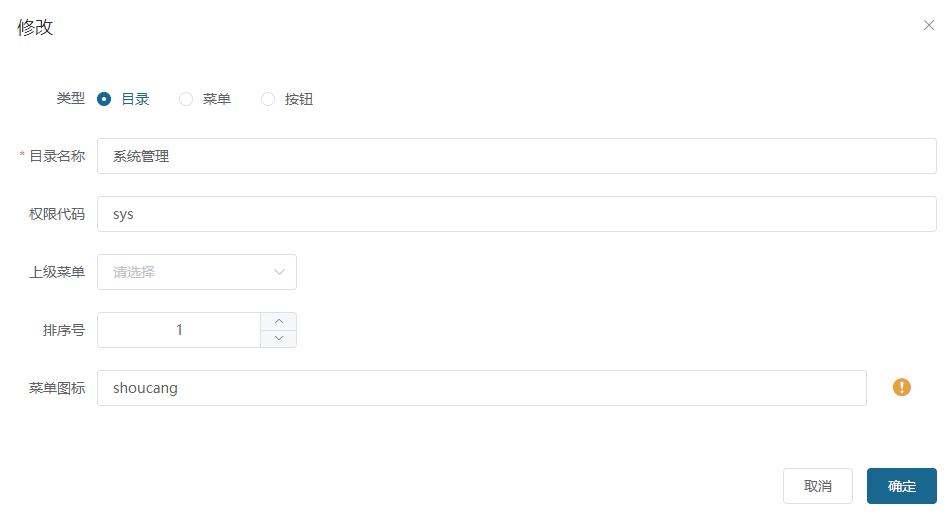 修改
类型 目录 菜单 按钮
* 目录名称 系统管理
权限代码 sys
上级菜单 请选择
排序号 1
菜单图标 shoucang
取消 确定